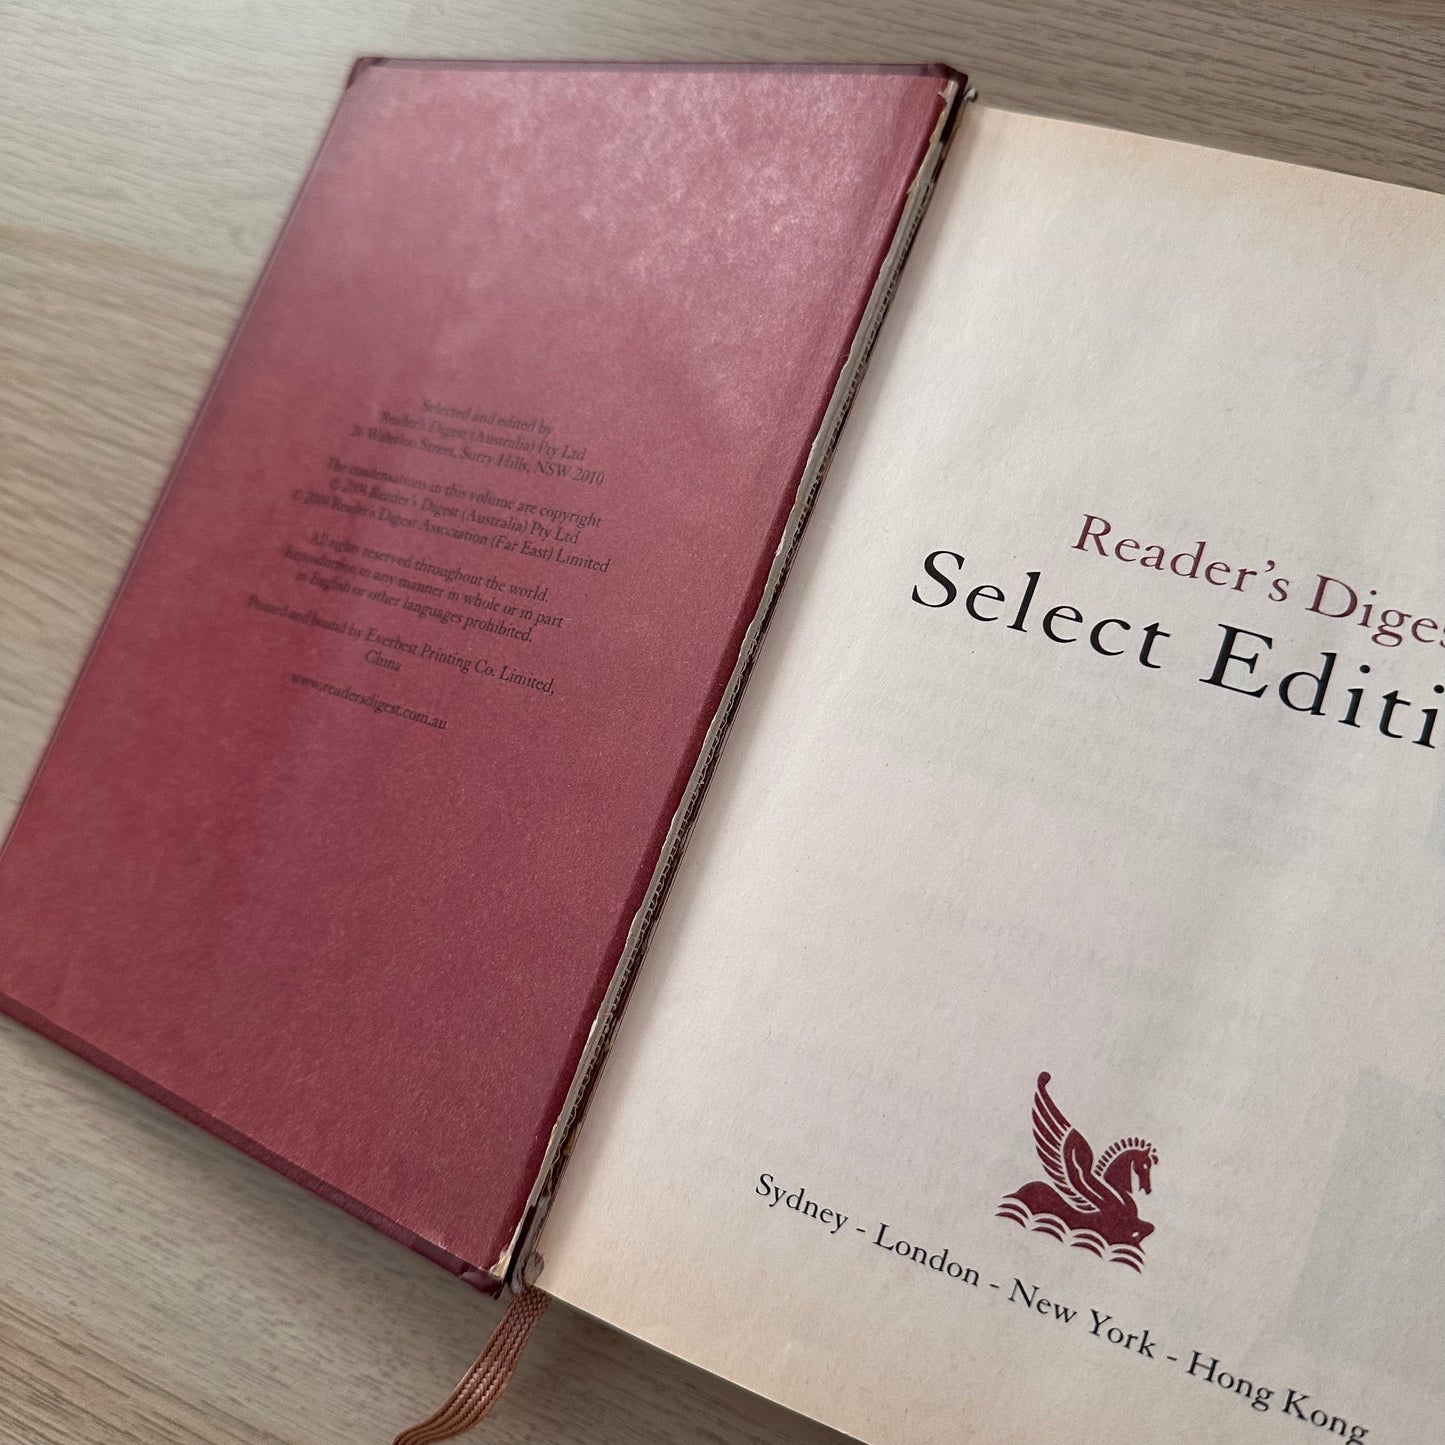 Selected and edited by
Reader's Digest (Australia) Pty Ltd
26 Waterloo Street, Surry Hills, NSW 2010
The condensations in this volume are copyright
© 2004 Reader's Digest (Australia) Pty Ltd
© 2004 Reader's Digest Association (Far East) Limited
All rights reserved throughout the world.
Reproduction in any manner in whole or in part
in English or other languages prohibited.
Printed and bound by Everbest Printing Co. Limited,
China
www.readersdigest.com.au
Reader's Diges
Select Editi
Sydney - London - New York - Hong Kong